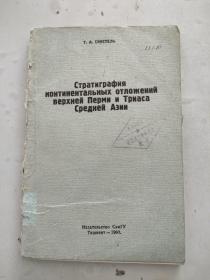 Т. А. СИКСТЕЛЬ
Стратиграфия
континентальных отложений
верхней Перми и Триаса
Средней Азии
Издательство СамГУ
Ташкент — 1960